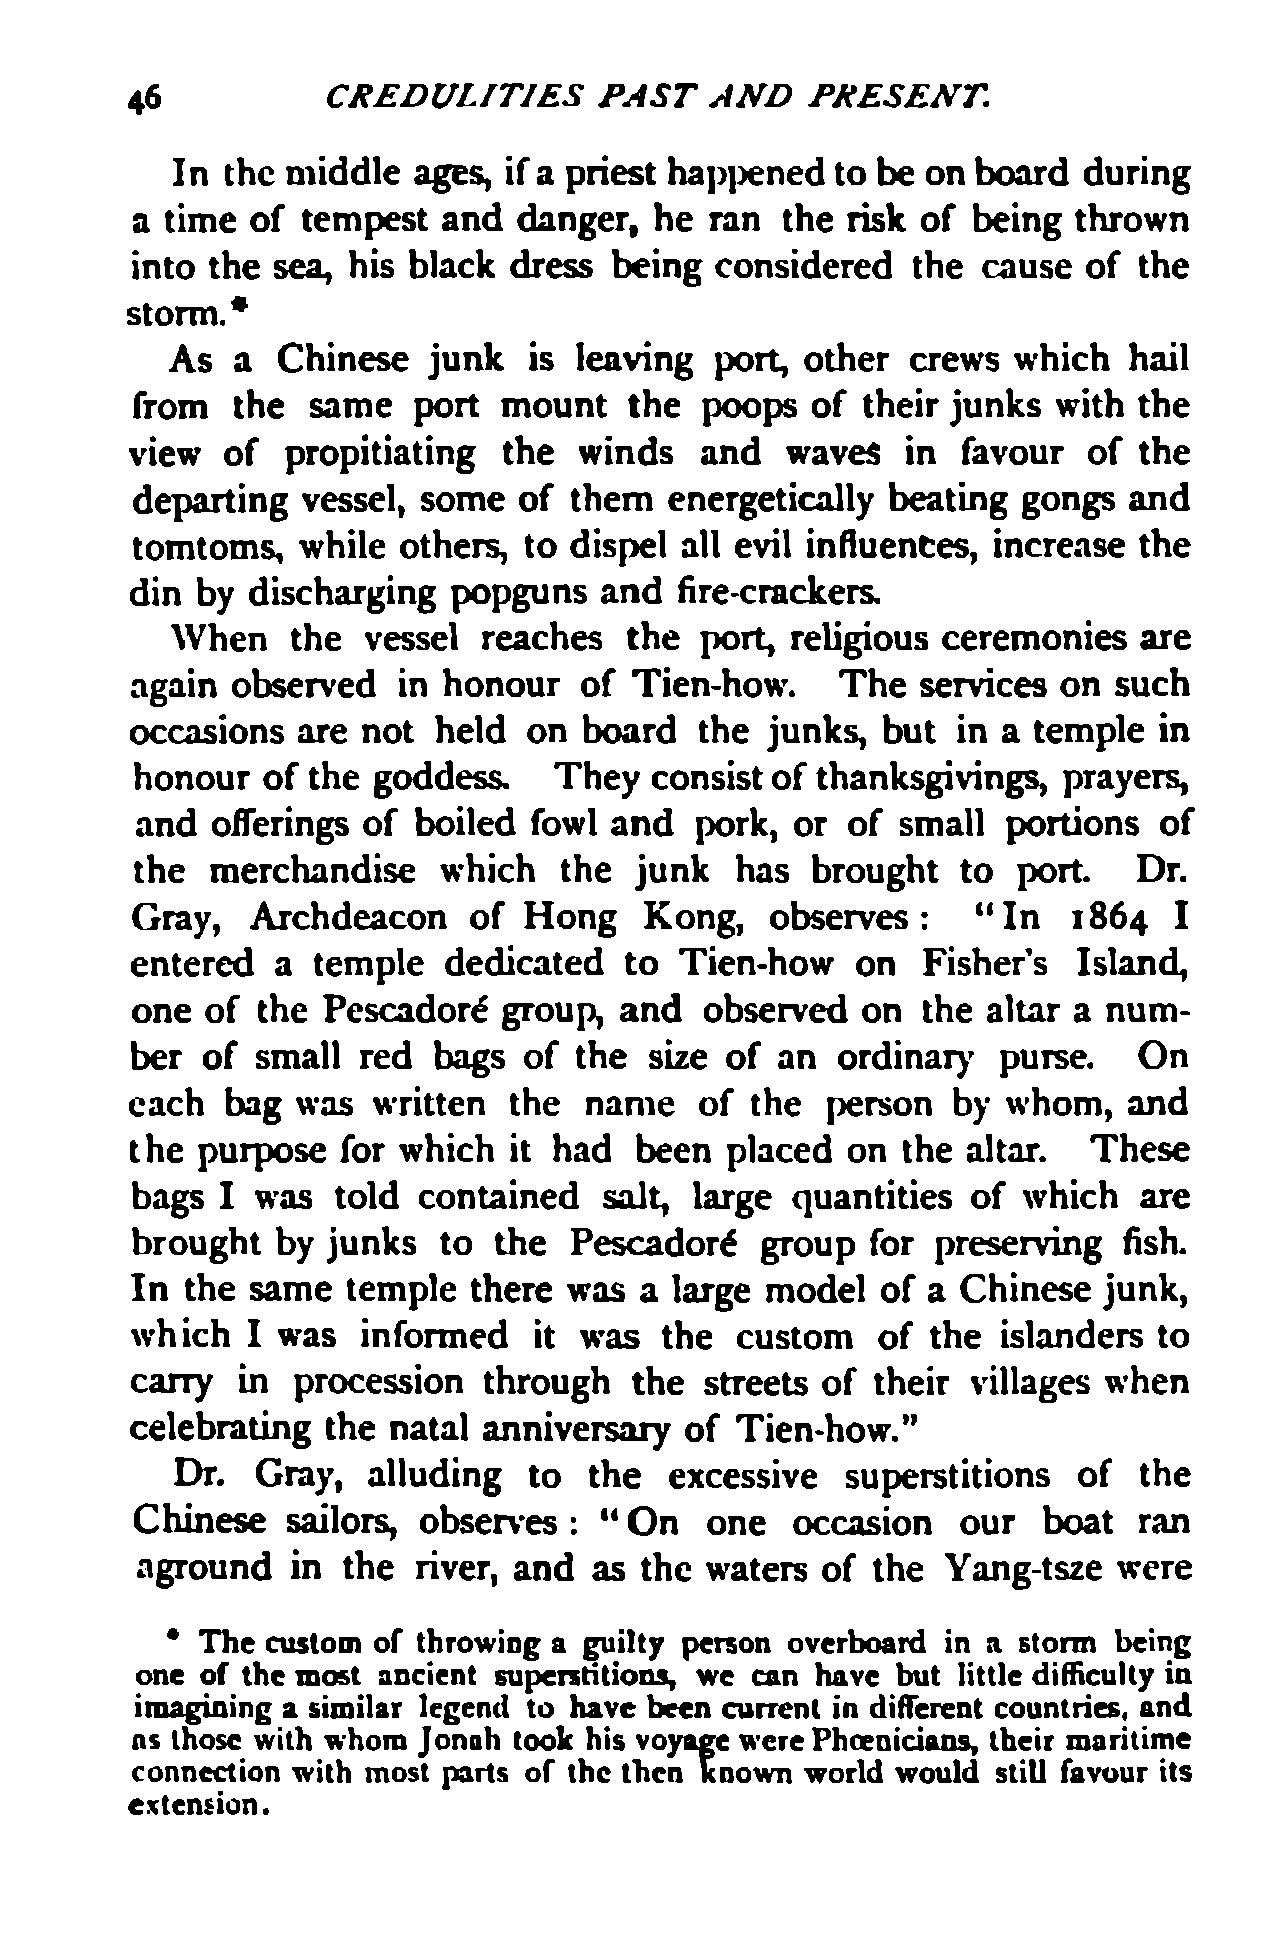 46 CREDULITIES PAST AND PRESENT.
In the middle ages, if a priest happened to be on board during
a time of tempest and danger, he ran the risk of being thrown
into the sea, his black dress being considered the cause of the
storm.*
As a Chinese junk is leaving port, other crews which hail
from the same port mount the poops of their junks with the
view of propitiating the winds and waves in favour of the
departing vessel, some of them energetically beating gongs and
tomtoms, while others, to dispel all evil influences, increase the
din by discharging popguns and fire-crackers.
When the vessel reaches the port, religious ceremonies are
again observed in honour of Tien-how. The services on such
occasions are not held on board the junks, but in a temple in
honour of the goddess. They consist of thanksgivings, prayers,
and offerings of boiled fowl and pork, or of small portions of
the merchandise which the junk has brought to port. Dr.
Gray, Archdeacon of Hong Kong, observes : "In 1864 I
entered a temple dedicated to Tien-how on Fisher's Island,
one of the Pescadoré group, and observed on the altar a num-
ber of small red bags of the size of an ordinary purse. On
each bag was written the name of the person by whom, and
the purpose for which it had been placed on the altar. These
bags I was told contained salt, large quantities of which are
brought by junks to the Pescadoré group for preserving fish.
In the same temple there was a large model of a Chinese junk,
which I was informed it was the custom of the islanders to
carry in procession through the streets of their villages when
celebrating the natal anniversary of Tien-how."
Dr. Gray, alluding to the excessive superstitions of the
Chinese sailors, observes : "On one occasion our boat ran
aground in the river, and as the waters of the Yang-tsze were
* The custom of throwing a guilty person overboard in a storm being
one of the most ancient superstitions, we can have but little difficulty in
imagining a similar legend to have been current in different countries, and
as those with whom Jonah took his voyage were Phœnicians, their maritime
connection with most parts of the then known world would still favour its
extension.